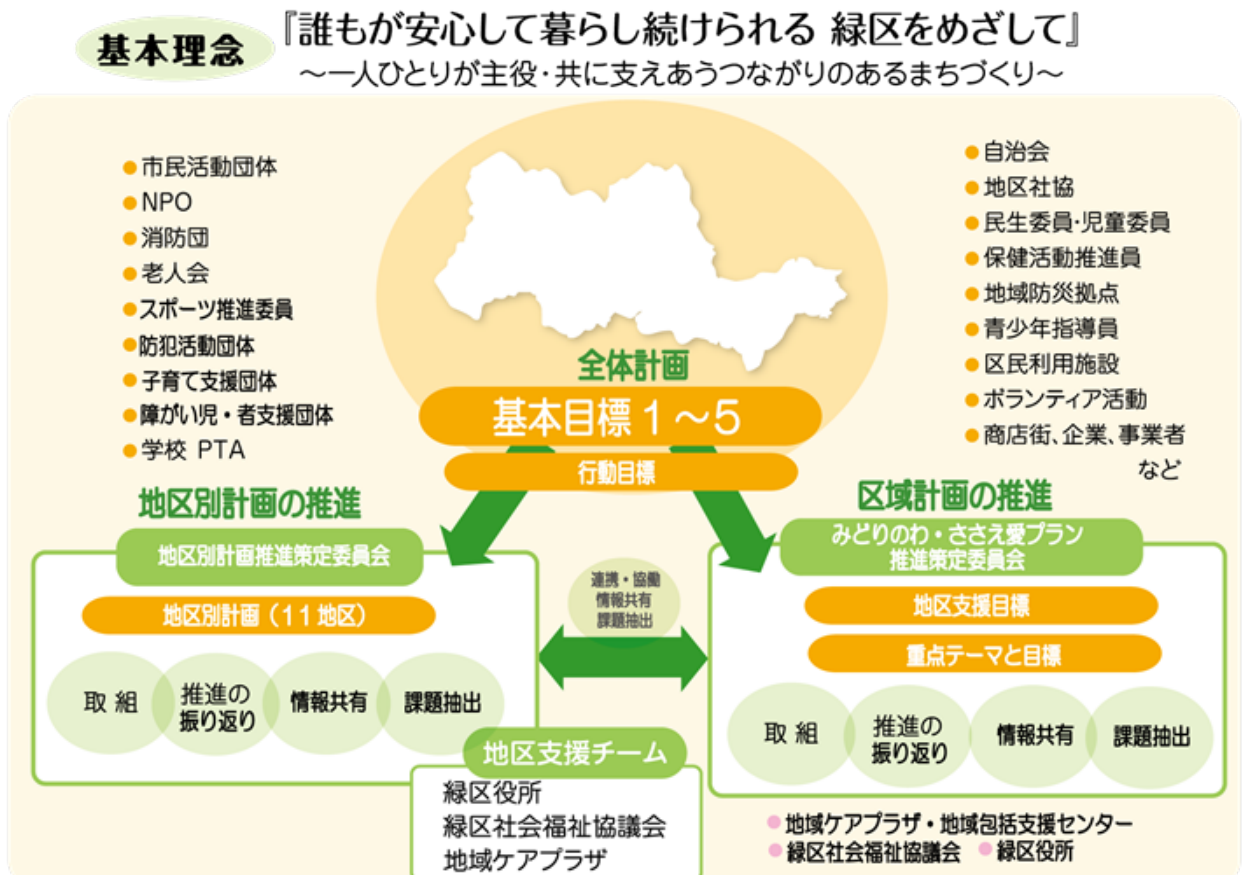 基本理念
『誰もが安心して暮らし続けられる 緑区をめざして』
～一人ひとりが主役・共に支えあうつながりのあるまちづくり～
●市民活動団体
●NPO
●消防団
●老人会
●スポーツ推進委員
●防犯活動団体
●子育て支援団体
●障がい児・者支援団体
●学校 PTA
●自治会
●地区社協
●民生委員・児童委員
●保健活動推進員
●地域防災拠点
●青少年指導員
●区民利用施設
●ボランティア活動
●商店街、企業、事業者
など
全体計画
基本目標１～５
行動目標
地区別計画の推進
地区別計画推進策定委員会
地区別計画（11地区）
取 組
推進の
振り返り
情報共有
課題抽出
連携・協働
情報共有
課題抽出
区域計画の推進
みどりのわ・ささえ愛プラン
推進策定委員会
地区支援目標
重点テーマと目標
取 組
推進の
振り返り
情報共有
課題抽出
地区支援チーム
緑区役所
緑区社会福祉協議会
地域ケアプラザ
●地域ケアプラザ・地域包括支援センター
●緑区社会福祉協議会 ●緑区役所